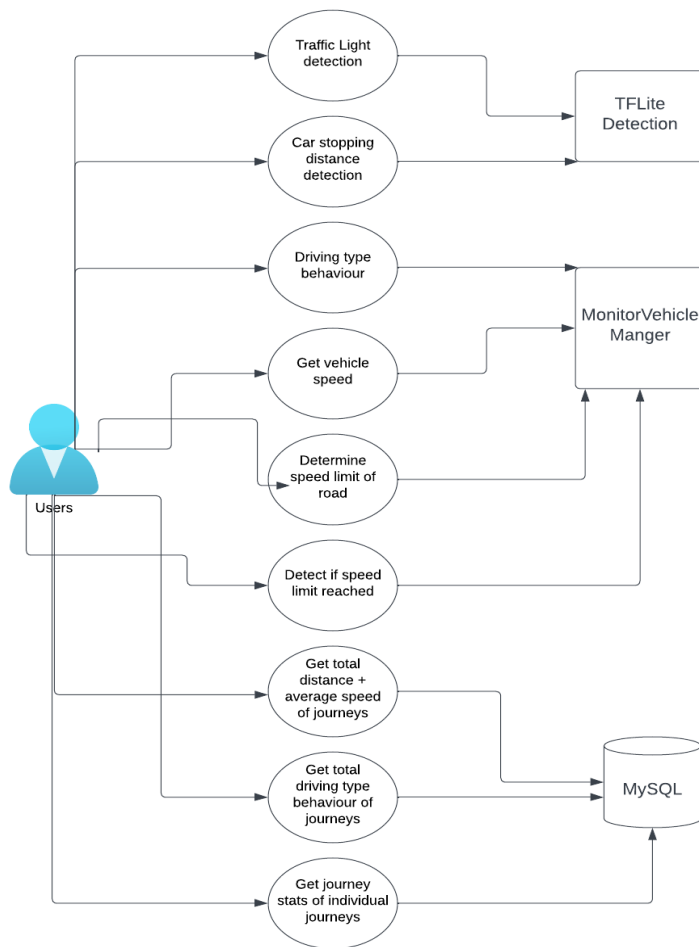 Traffic Light
detection
TFLite
Detection
Car stopping
distance
detection
Driving type
behaviour
MonitorVehicle
Manger
Get vehicle
speed
Determine
speed limit of
road
Users
Detect if speed
limit reached
Get total
distance +
average speed
of journeys
Get total
driving type
behaviour of
journeys
MySQL
Get journey
stats of individual
journeys